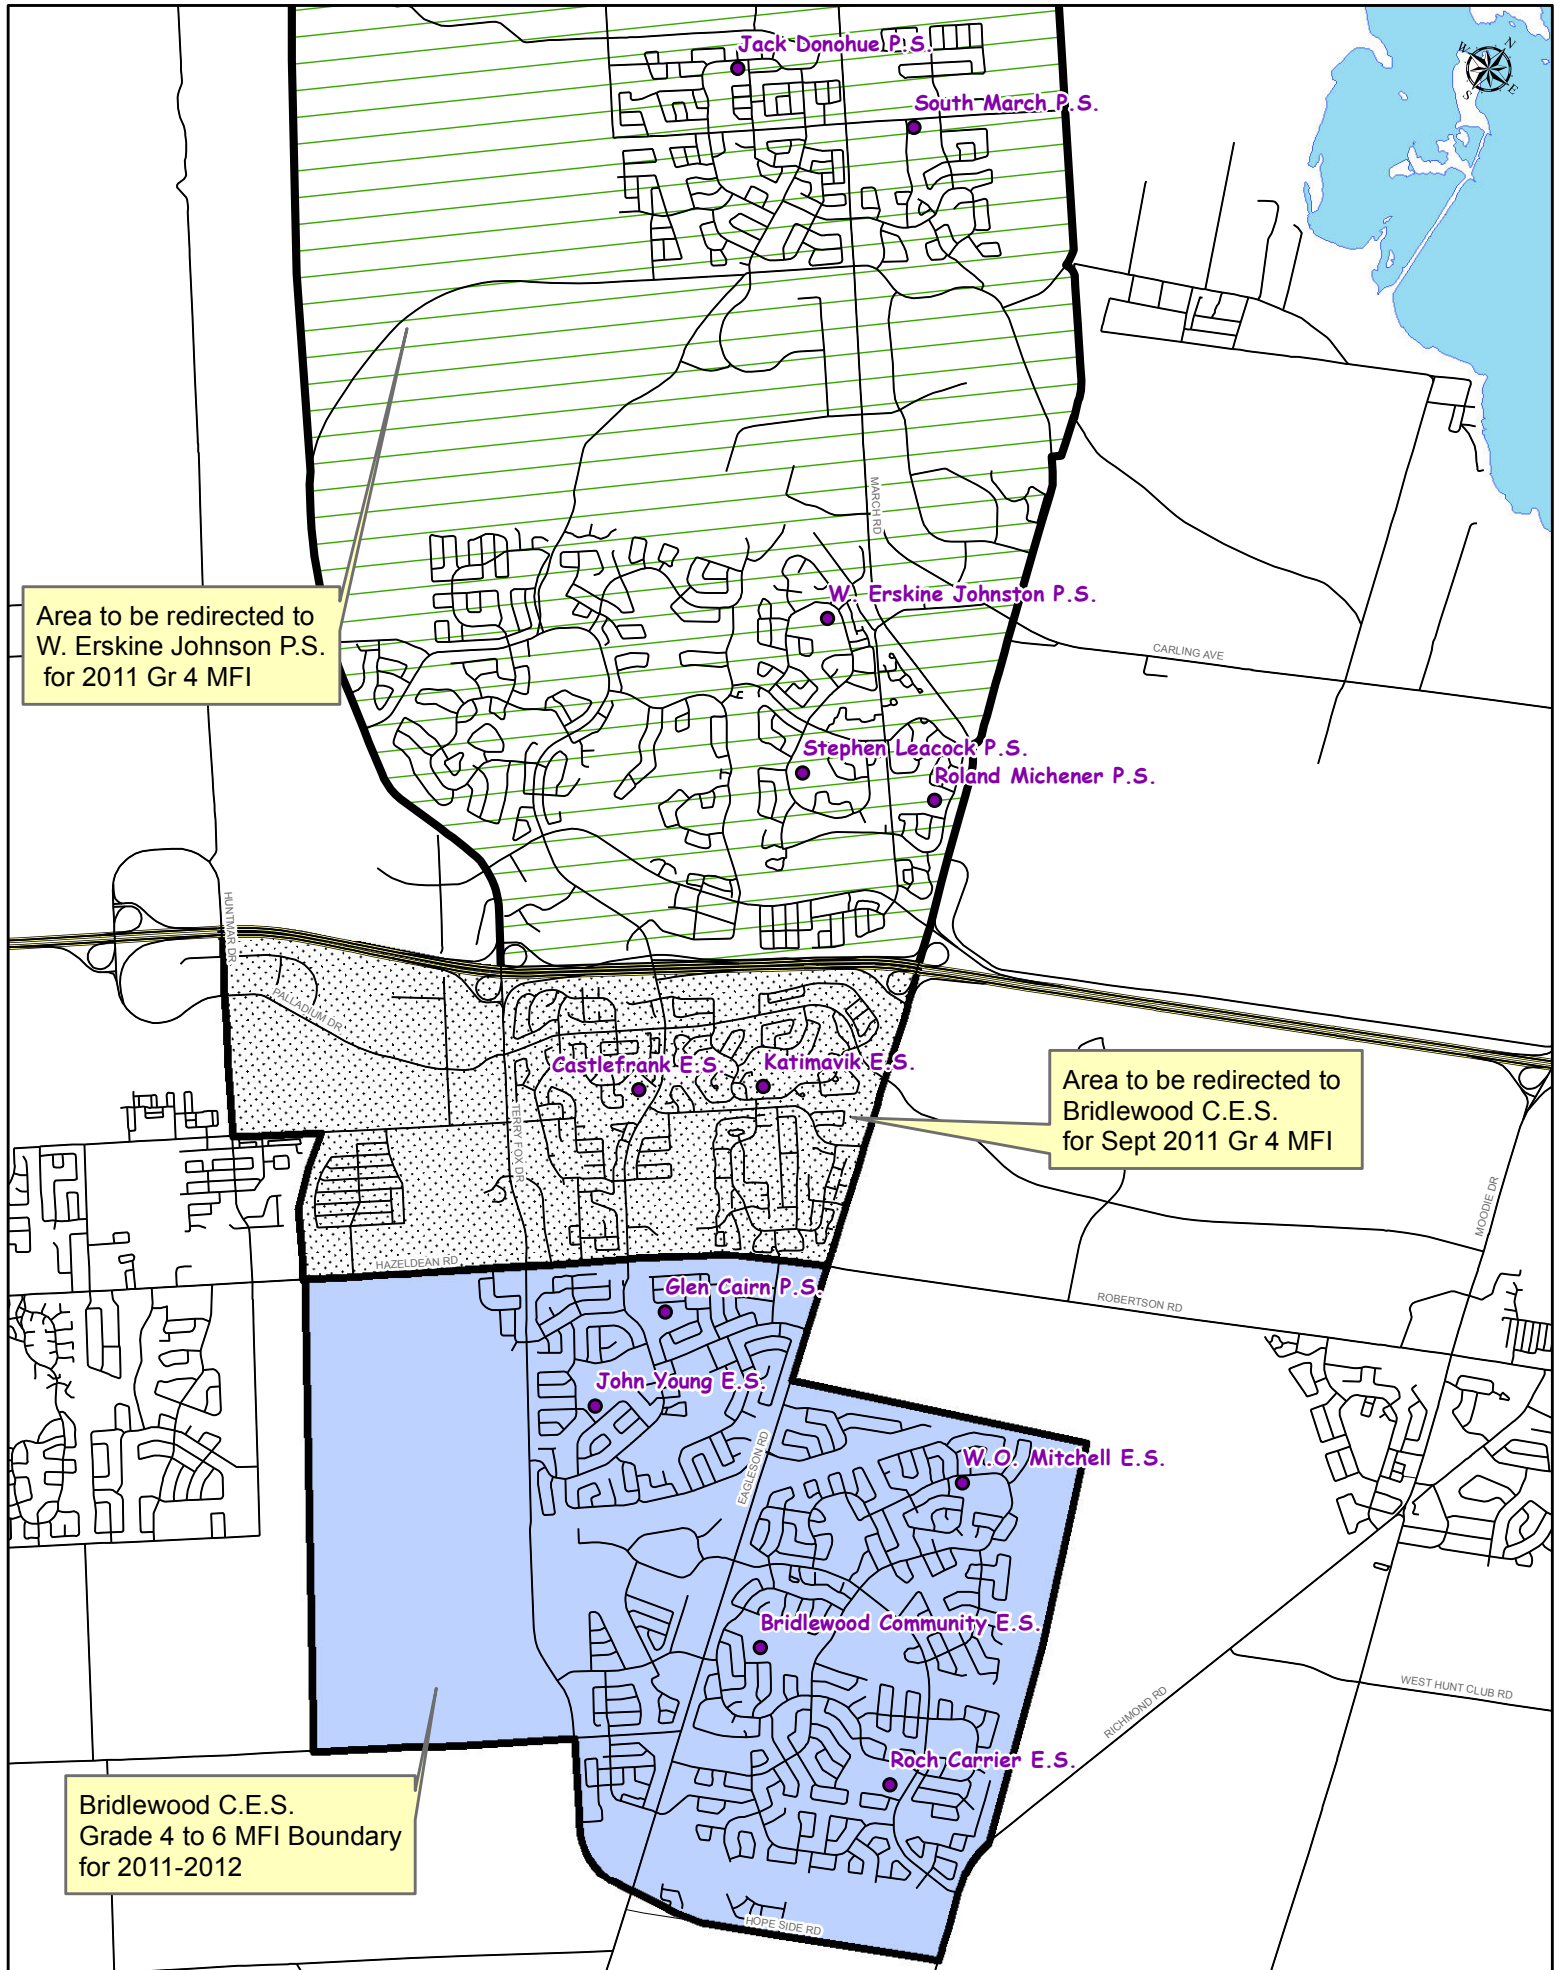 Jack Donohue P.S.
N
W
E
S
South March P.S.
MARCH RD
Area to be redirected to
W. Erskine Johnson P.S.
for 2011 Gr 4 MFI
W. Erskine Johnston P.S.
CARLING AVE
Stephen Leacock P.S.
Roland Michener P.S.
HUNTMAR DR
PALLADIUM DR
Castlefrank E.S.
Katimavik E.S.
Area to be redirected to
Bridlewood C.E.S.
for Sept 2011 Gr 4 MFI
TERRY FOX DR
MOODIE DR
HAZELDEAN RD
Glen Cairn P.S.
ROBERTSON RD
John Young E.S.
EAGLESON RD
W.O. Mitchell E.S.
Bridlewood Community E.S.
WEST HUNT CLUB RD
RICHMOND RD
Roch Carrier E.S.
Bridlewood C.E.S.
Grade 4 to 6 MFI Boundary
for 2011-2012
HOPE SIDE RD